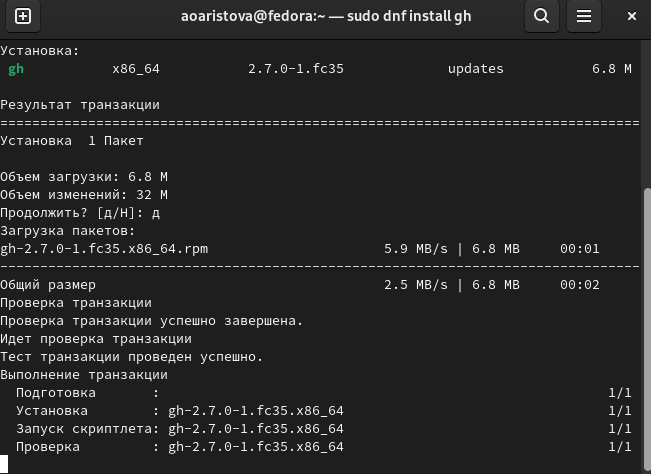 aoaristova@fedora:~ — sudo dnf install gh
Установка:
gh x86_64 2.7.0-1.fc35 updates 6.8 M
Результат транзакции
================================================================================
Установка  1 Пакет
Объем загрузки: 6.8 M
Объем изменений: 32 M
Продолжить? [д/Н]: д
Загрузка пакетов:
gh-2.7.0-1.fc35.x86_64.rpm 5.9 MB/s | 6.8 MB 00:01
--------------------------------------------------------------------------------
Общий размер 2.5 MB/s | 6.8 MB 00:02
Проверка транзакции
Проверка транзакции успешно завершена.
Идет проверка транзакции
Тест транзакции проведен успешно.
Выполнение транзакции
Подготовка : 1/1
Установка : gh-2.7.0-1.fc35.x86_64 1/1
Запуск скриптлета: gh-2.7.0-1.fc35.x86_64 1/1
Проверка : gh-2.7.0-1.fc35.x86_64 1/1